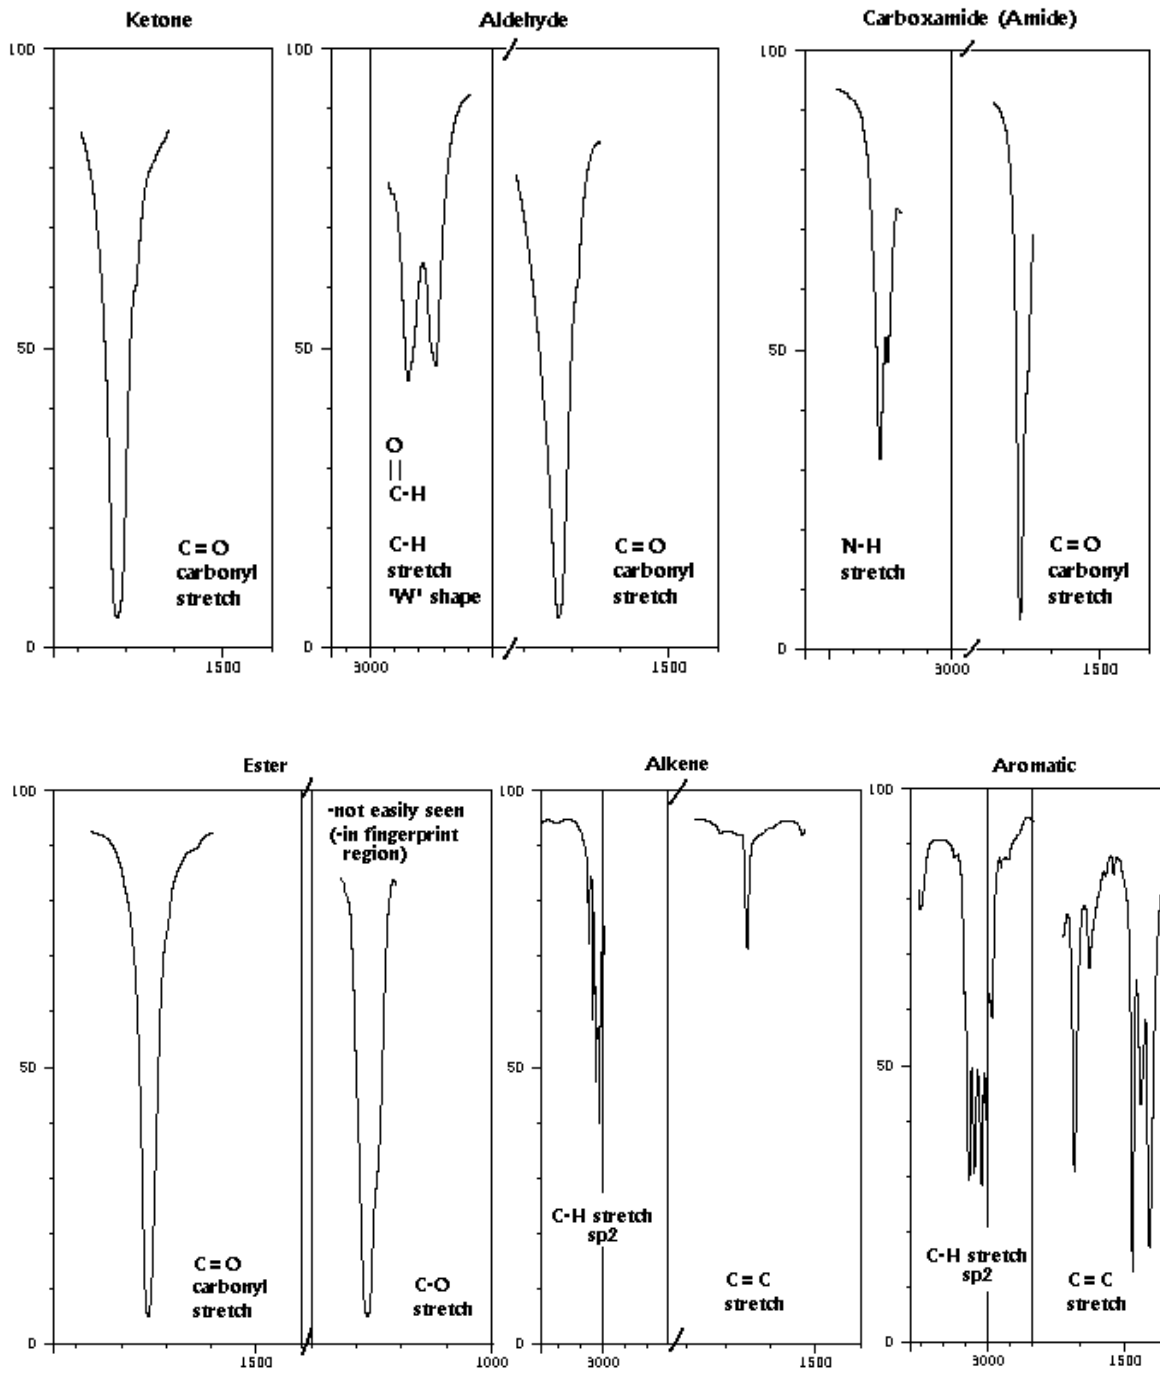 Ketone
100
50
0
C=O
carbonyl
stretch
1500
Aldehyde
100
50
0
O
||
C-H
C-H
stretch
"W" shape
C=O
carbonyl
stretch
3000
1500
Carboxamide (Amide)
100
50
0
N-H
stretch
C=O
carbonyl
stretch
3000
1500
Ester
100
50
0
-not easily seen
(-in fingerprint
region)
C=O
carbonyl
stretch
C-O
stretch
1500
1000
Alkene
100
50
0
C-H stretch
sp2
C=C
stretch
3000
1500
Aromatic
100
50
0
C-H stretch
sp2
C=C
stretch
3000
1500